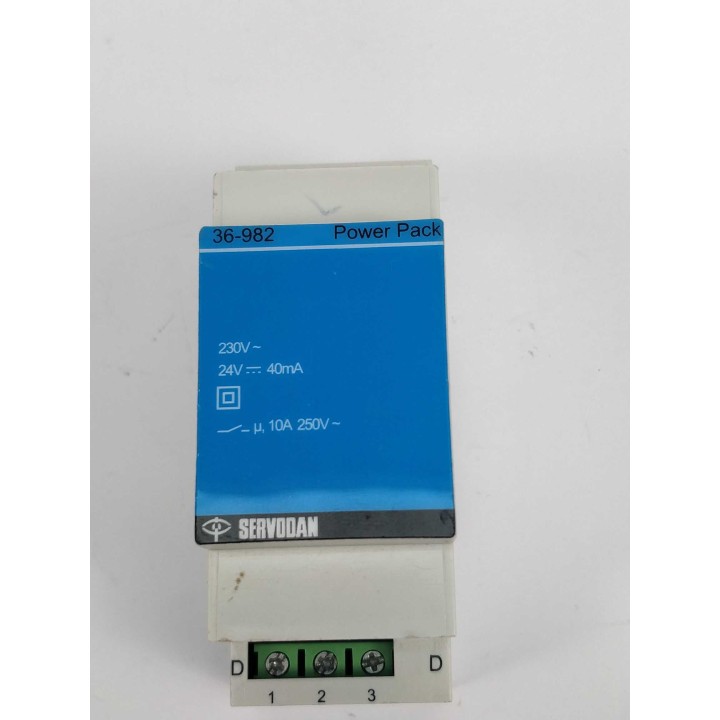 36-982 Power Pack
230V ~
24V ⎓ 40mA
µ, 10A 250V ~
SERVODAN
D D
1 2 3